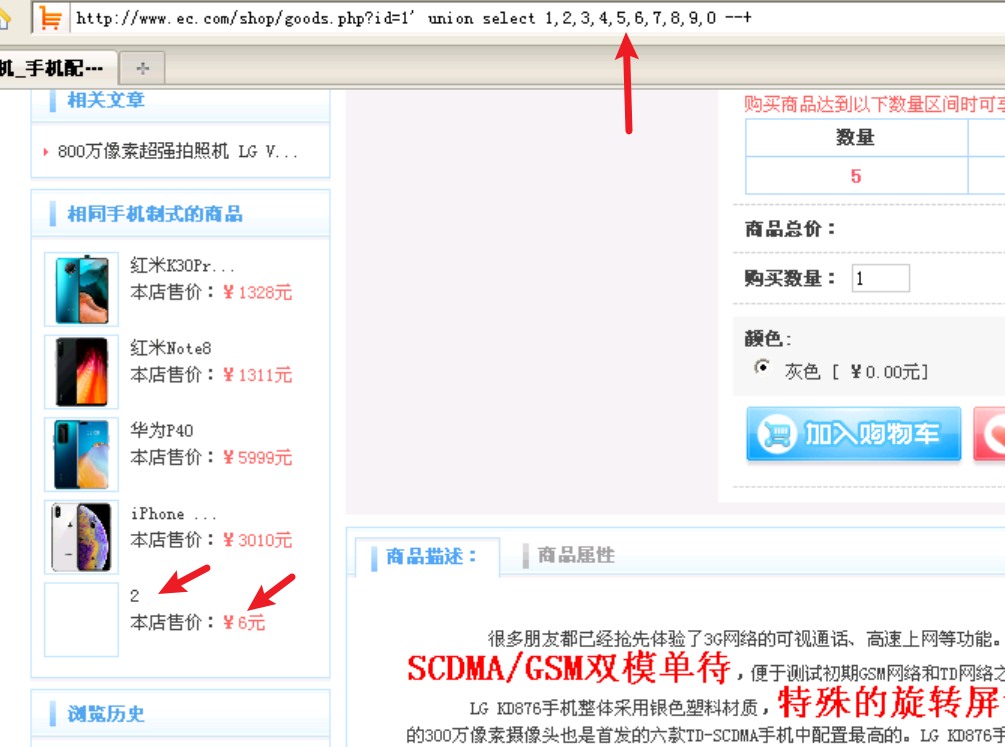 http://www.ec.com/shop/goods.php?id=1' union select 1,2,3,4,5,6,7,8,9,0 --+
机_手机配...
相关文章
800万像素超强拍照机 LG V...
相同手机制式的商品
红米K30Pr...
本店售价：￥1328元
红米Note8
本店售价：￥1311元
华为P40
本店售价：￥5999元
iPhone ...
本店售价：￥3010元
2
本店售价：￥6元
浏览历史
购买商品达到以下数量区间时可享
数量
5
商品总价：
购买数量： 1
颜色:
灰色 [ ￥0.00元]
加入购物车
商品描述：
商品属性
很多朋友都已经抢先体验了3G网络的可视通话、高速上网等功能。
SCDMA/GSM双模单待，便于测试初期GSM网络和TD网络之
LG KD876手机整体采用银色塑料材质，特殊的旋转屏
的300万像素摄像头也是首发的六款TD-SCDMA手机中配置最高的。LG KD876手